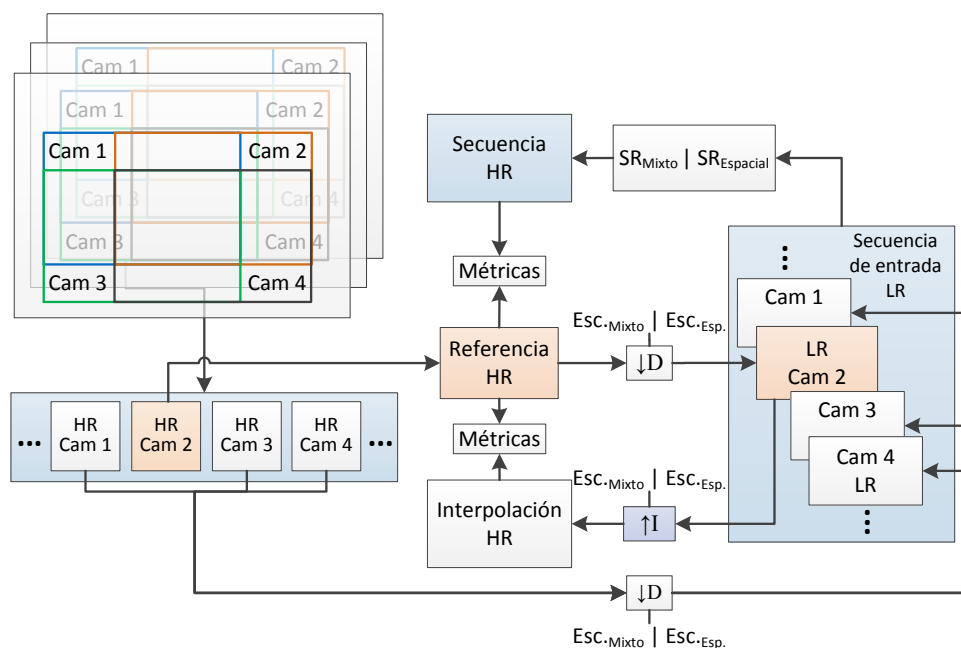 Cam 1
Cam 2
Cam 1
Cam 2
Cam 1
Cam 2
Cam 3
Cam 4
Cam 3
Cam 4
Cam 3
Cam 4
Secuencia
HR
SRMixto | SREspacial
Métricas
Secuencia
de entrada
LR
Cam 1
LR
Cam 2
Cam 3
Cam 4
LR
Esc.Mixto | Esc.Esp.
↓D
Referencia
HR
Métricas
Interpolación
HR
Esc.Mixto | Esc.Esp.
↑I
HR
Cam 1
HR
Cam 2
HR
Cam 3
HR
Cam 4
↓D
Esc.Mixto | Esc.Esp.